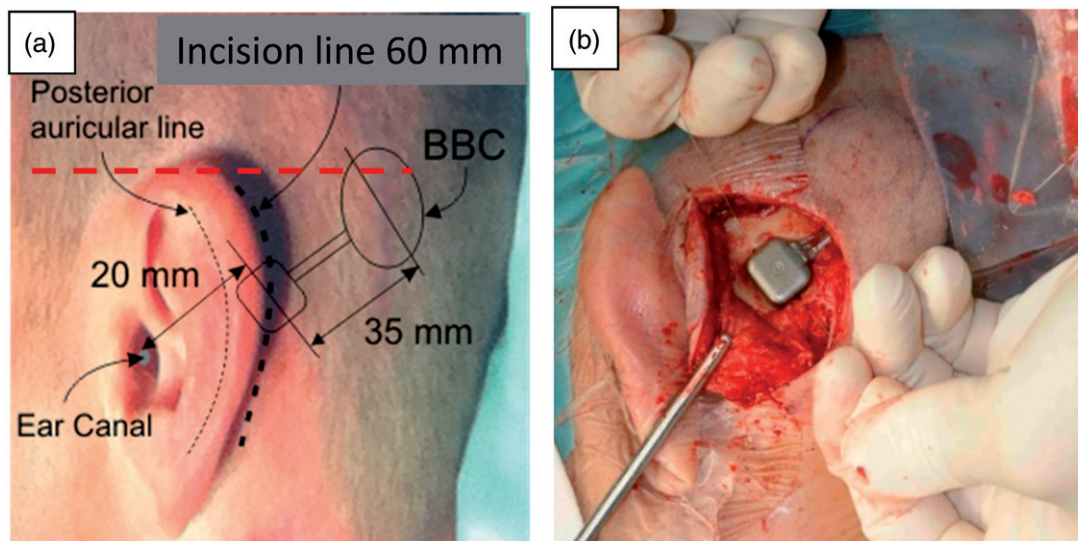 (a)
Incision line 60 mm
Posterior
auricular line
BBC
20 mm
35 mm
Ear Canal
(b)